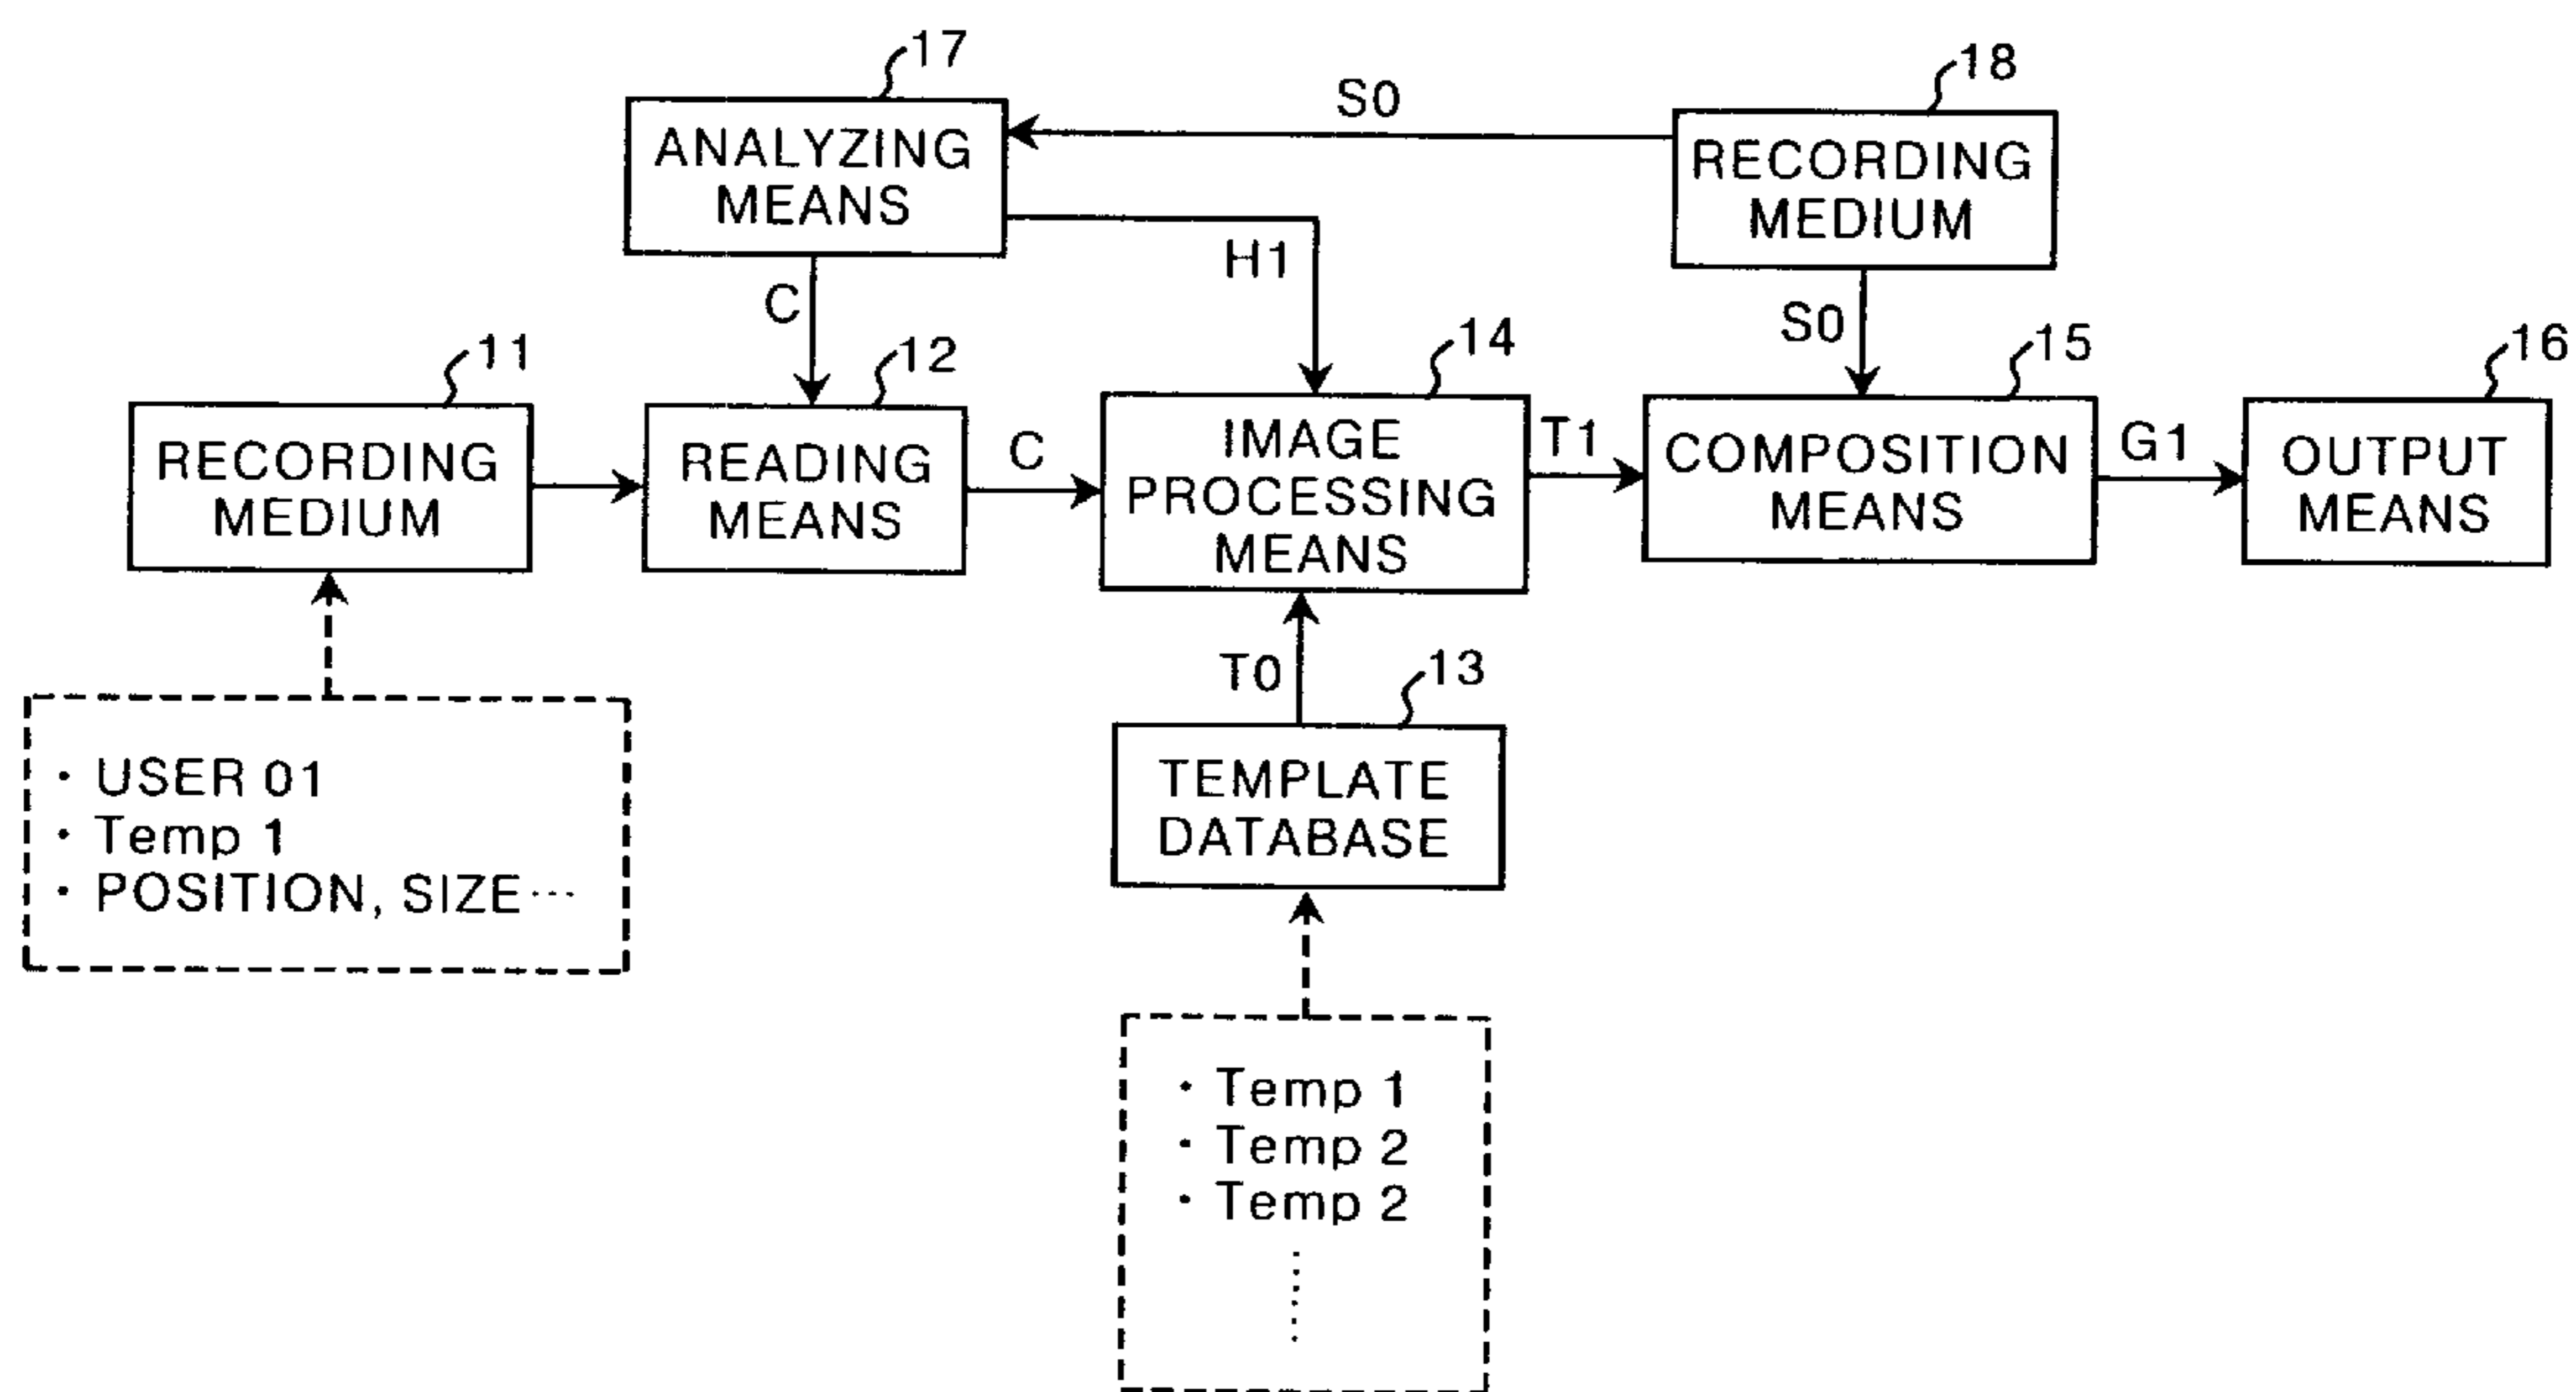 17
ANALYZING
MEANS
S0
18
RECORDING
MEDIUM
H1
C
S0
11
RECORDING
MEDIUM
12
READING
MEANS
C
14
IMAGE
PROCESSING
MEANS
T1
15
COMPOSITION
MEANS
G1
16
OUTPUT
MEANS
T0
13
TEMPLATE
DATABASE
· USER 01
· Temp 1
· POSITION, SIZE ···
· Temp 1
· Temp 2
· Temp 2
······